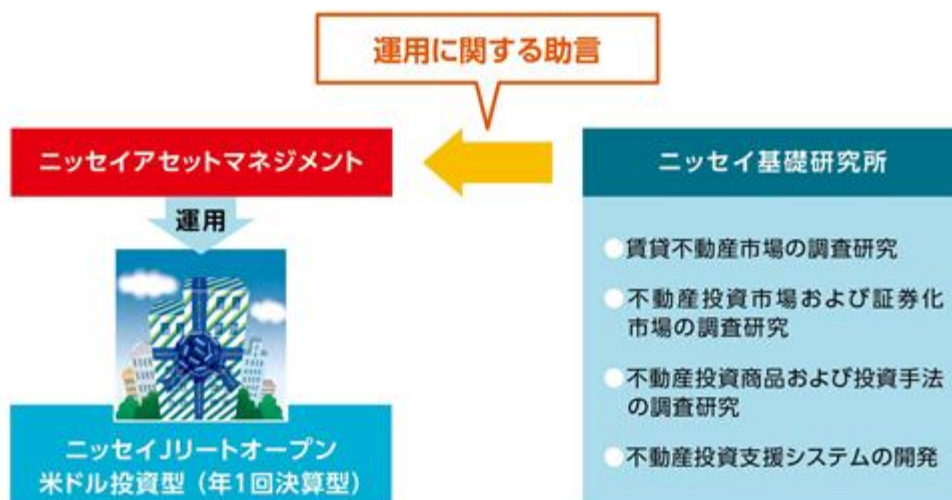 運用に関する助言
ニッセイアセットマネジメント
ニッセイ基礎研究所
運用
ニッセイJリートオープン
米ドル投資型（年1回決算型）
賃貸不動産市場の調査研究
不動産投資市場および証券化
市場の調査研究
不動産投資商品および投資手法
の調査研究
不動産投資支援システムの開発